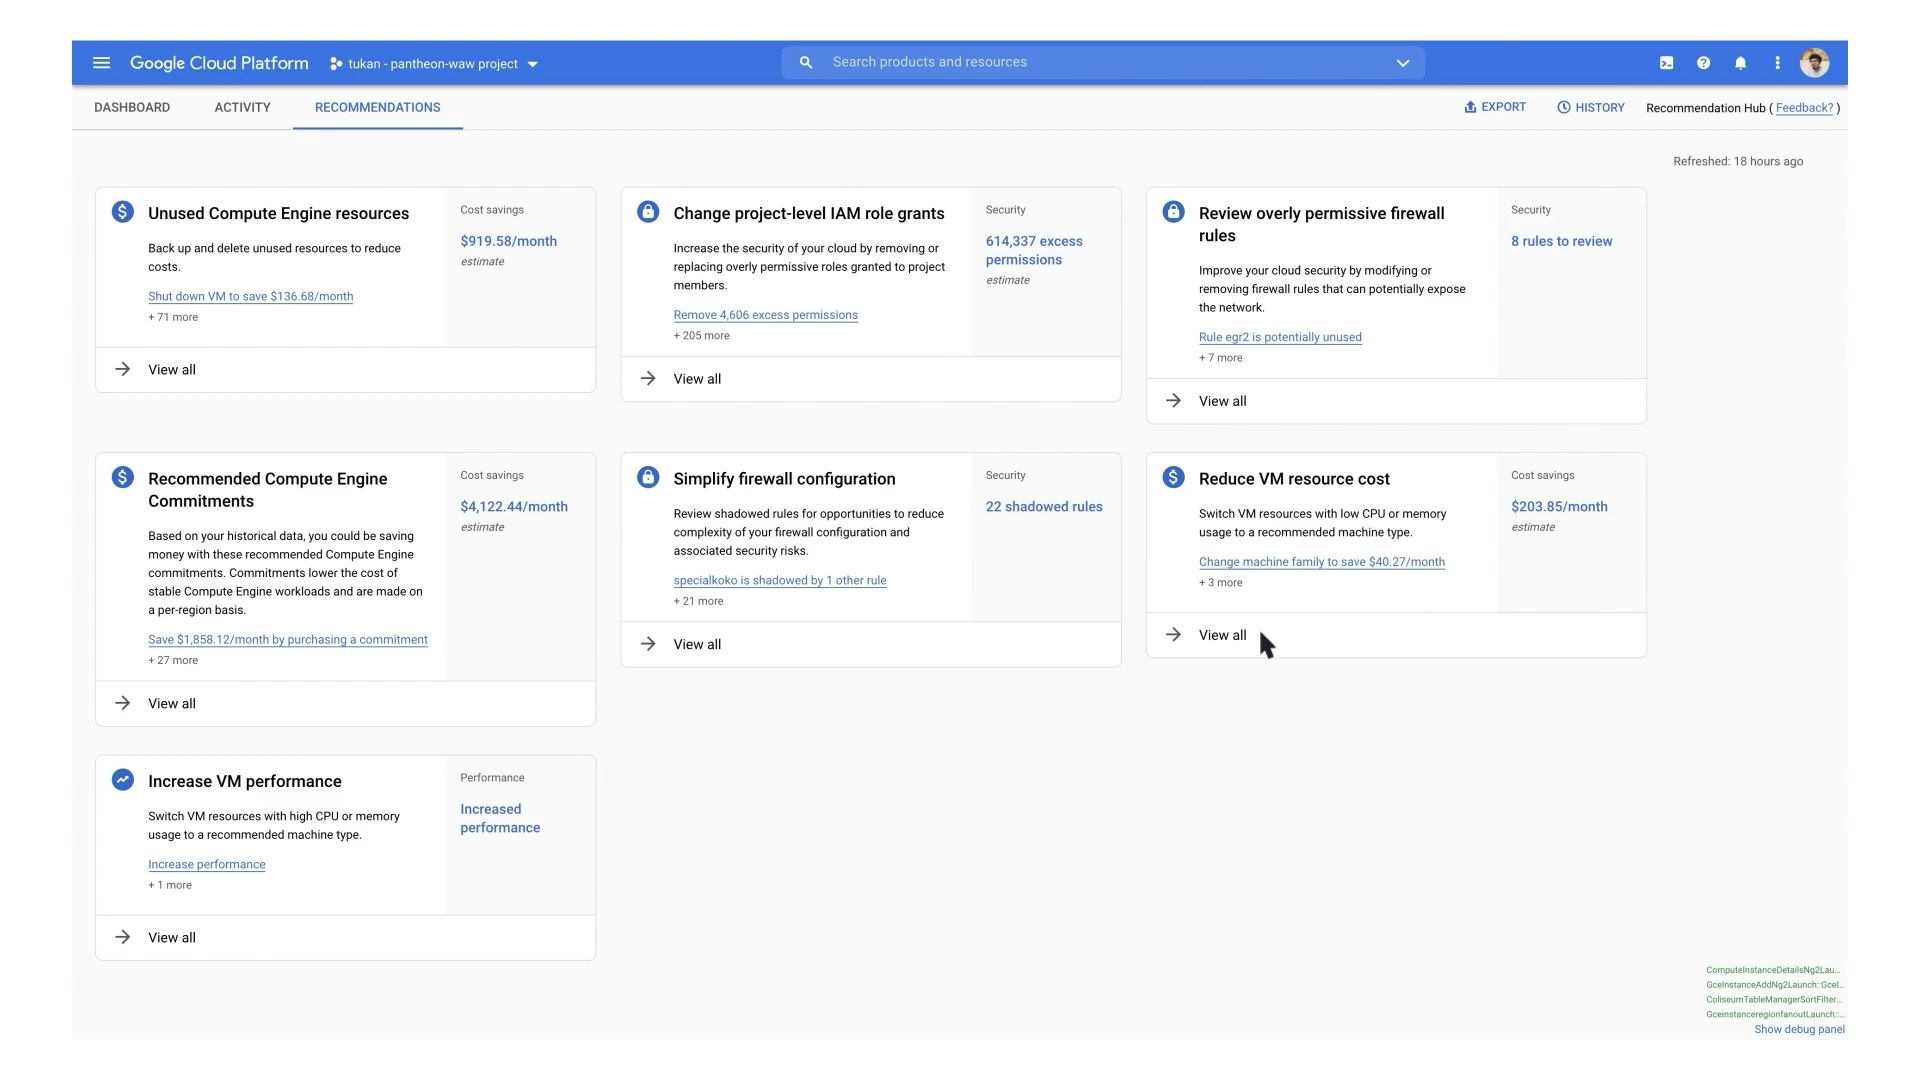 Google Cloud Platform
tukan - pantheon-waw project
Search products and resources
DASHBOARD
ACTIVITY
RECOMMENDATIONS
EXPORT
HISTORY
Recommendation Hub ( Feedback? )
Refreshed: 18 hours ago
Unused Compute Engine resources
Back up and delete unused resources to reduce
costs.
Shut down VM to save $136.68/month
+ 71 more
Cost savings
$919.58/month
estimate
View all
Change project-level IAM role grants
Increase the security of your cloud by removing or
replacing overly permissive roles granted to project
members.
Remove 4,606 excess permissions
+ 205 more
Security
614,337 excess
permissions
estimate
View all
Review overly permissive firewall
rules
Improve your cloud security by modifying or
removing firewall rules that can potentially expose
the network.
Rule egr2 is potentially unused
+ 7 more
Security
8 rules to review
View all
Recommended Compute Engine
Commitments
Based on your historical data, you could be saving
money with these recommended Compute Engine
commitments. Commitments lower the cost of
stable Compute Engine workloads and are made on
a per-region basis.
Save $1,858.12/month by purchasing a commitment
+ 27 more
Cost savings
$4,122.44/month
estimate
View all
Simplify firewall configuration
Review shadowed rules for opportunities to reduce
complexity of your firewall configuration and
associated security risks.
specialkoko is shadowed by 1 other rule
+ 21 more
Security
22 shadowed rules
View all
Reduce VM resource cost
Switch VM resources with low CPU or memory
usage to a recommended machine type.
Change machine family to save $40.27/month
+ 3 more
Cost savings
$203.85/month
estimate
View all
Increase VM performance
Switch VM resources with high CPU or memory
usage to a recommended machine type.
Increase performance
+ 1 more
Performance
Increased
performance
View all
ComputeInstanceDetailsNg2Lau...
GceInstanceAddNg2Launch::GceI...
ColiseumTableManagerSortFilter...
GceinstanceregionfanoutLaunch::...
Show debug panel